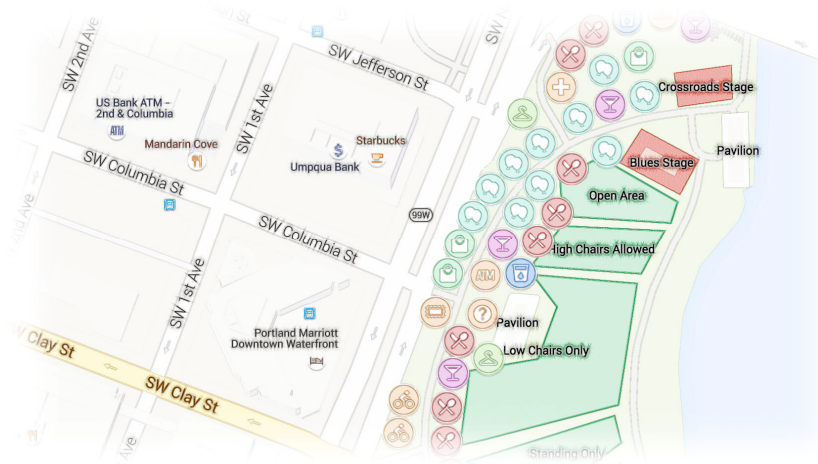 SW Jefferson St
SW 2nd Ave
SW 1st Ave
Crossroads Stage
US Bank ATM –
2nd & Columbia
ATM
Mandarin Cove
Starbucks
Umpqua Bank
$
Pavilion
Blues Stage
SW Columbia St
Open Area
99W
SW Columbia St
High Chairs Allowed
ATM
SW 1st Ave
?
Pavilion
Portland Marriott
Downtown Waterfront
Low Chairs Only
Clay St
SW Clay St
Ave
Standing Only